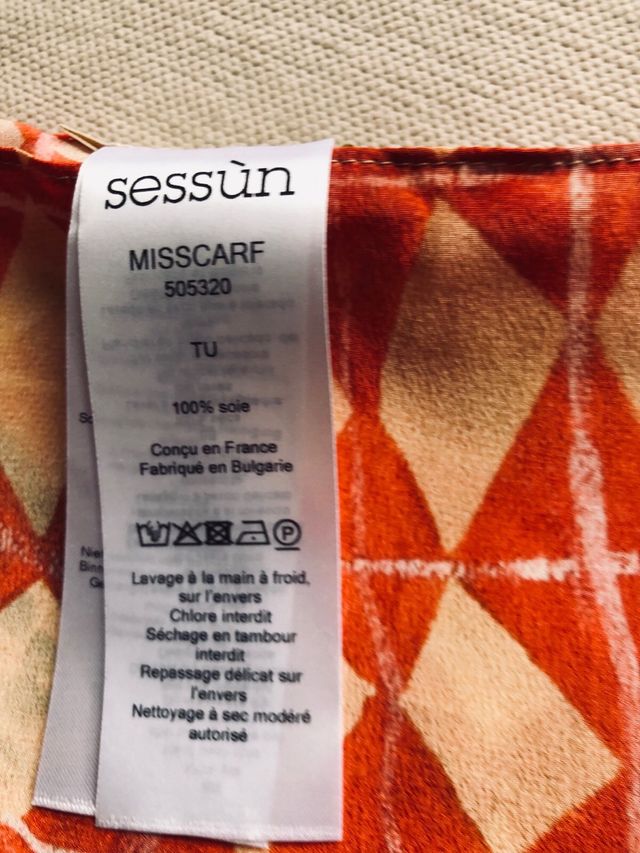 sessùn
MISSCARF
505320
TU
100% soie
Conçu en France
Fabriqué en Bulgarie
P
Lavage à la main à froid,
sur l'envers
Chlore interdit
Séchage en tambour
interdit
Repassage délicat sur
l'envers
Nettoyage à sec modéré
autorisé